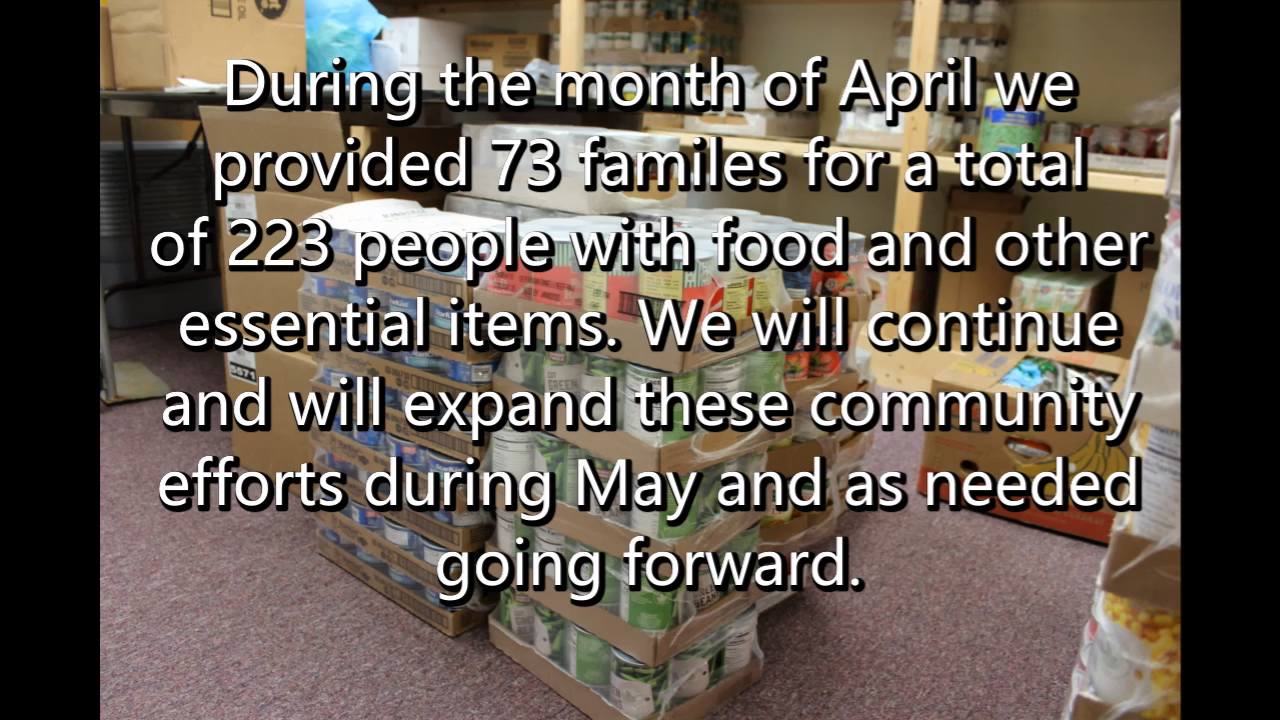 During the month of April we
provided 73 familes for a total
of 223 people with food and other
essential items. We will continue
and will expand these community
efforts during May and as needed
going forward.
5571